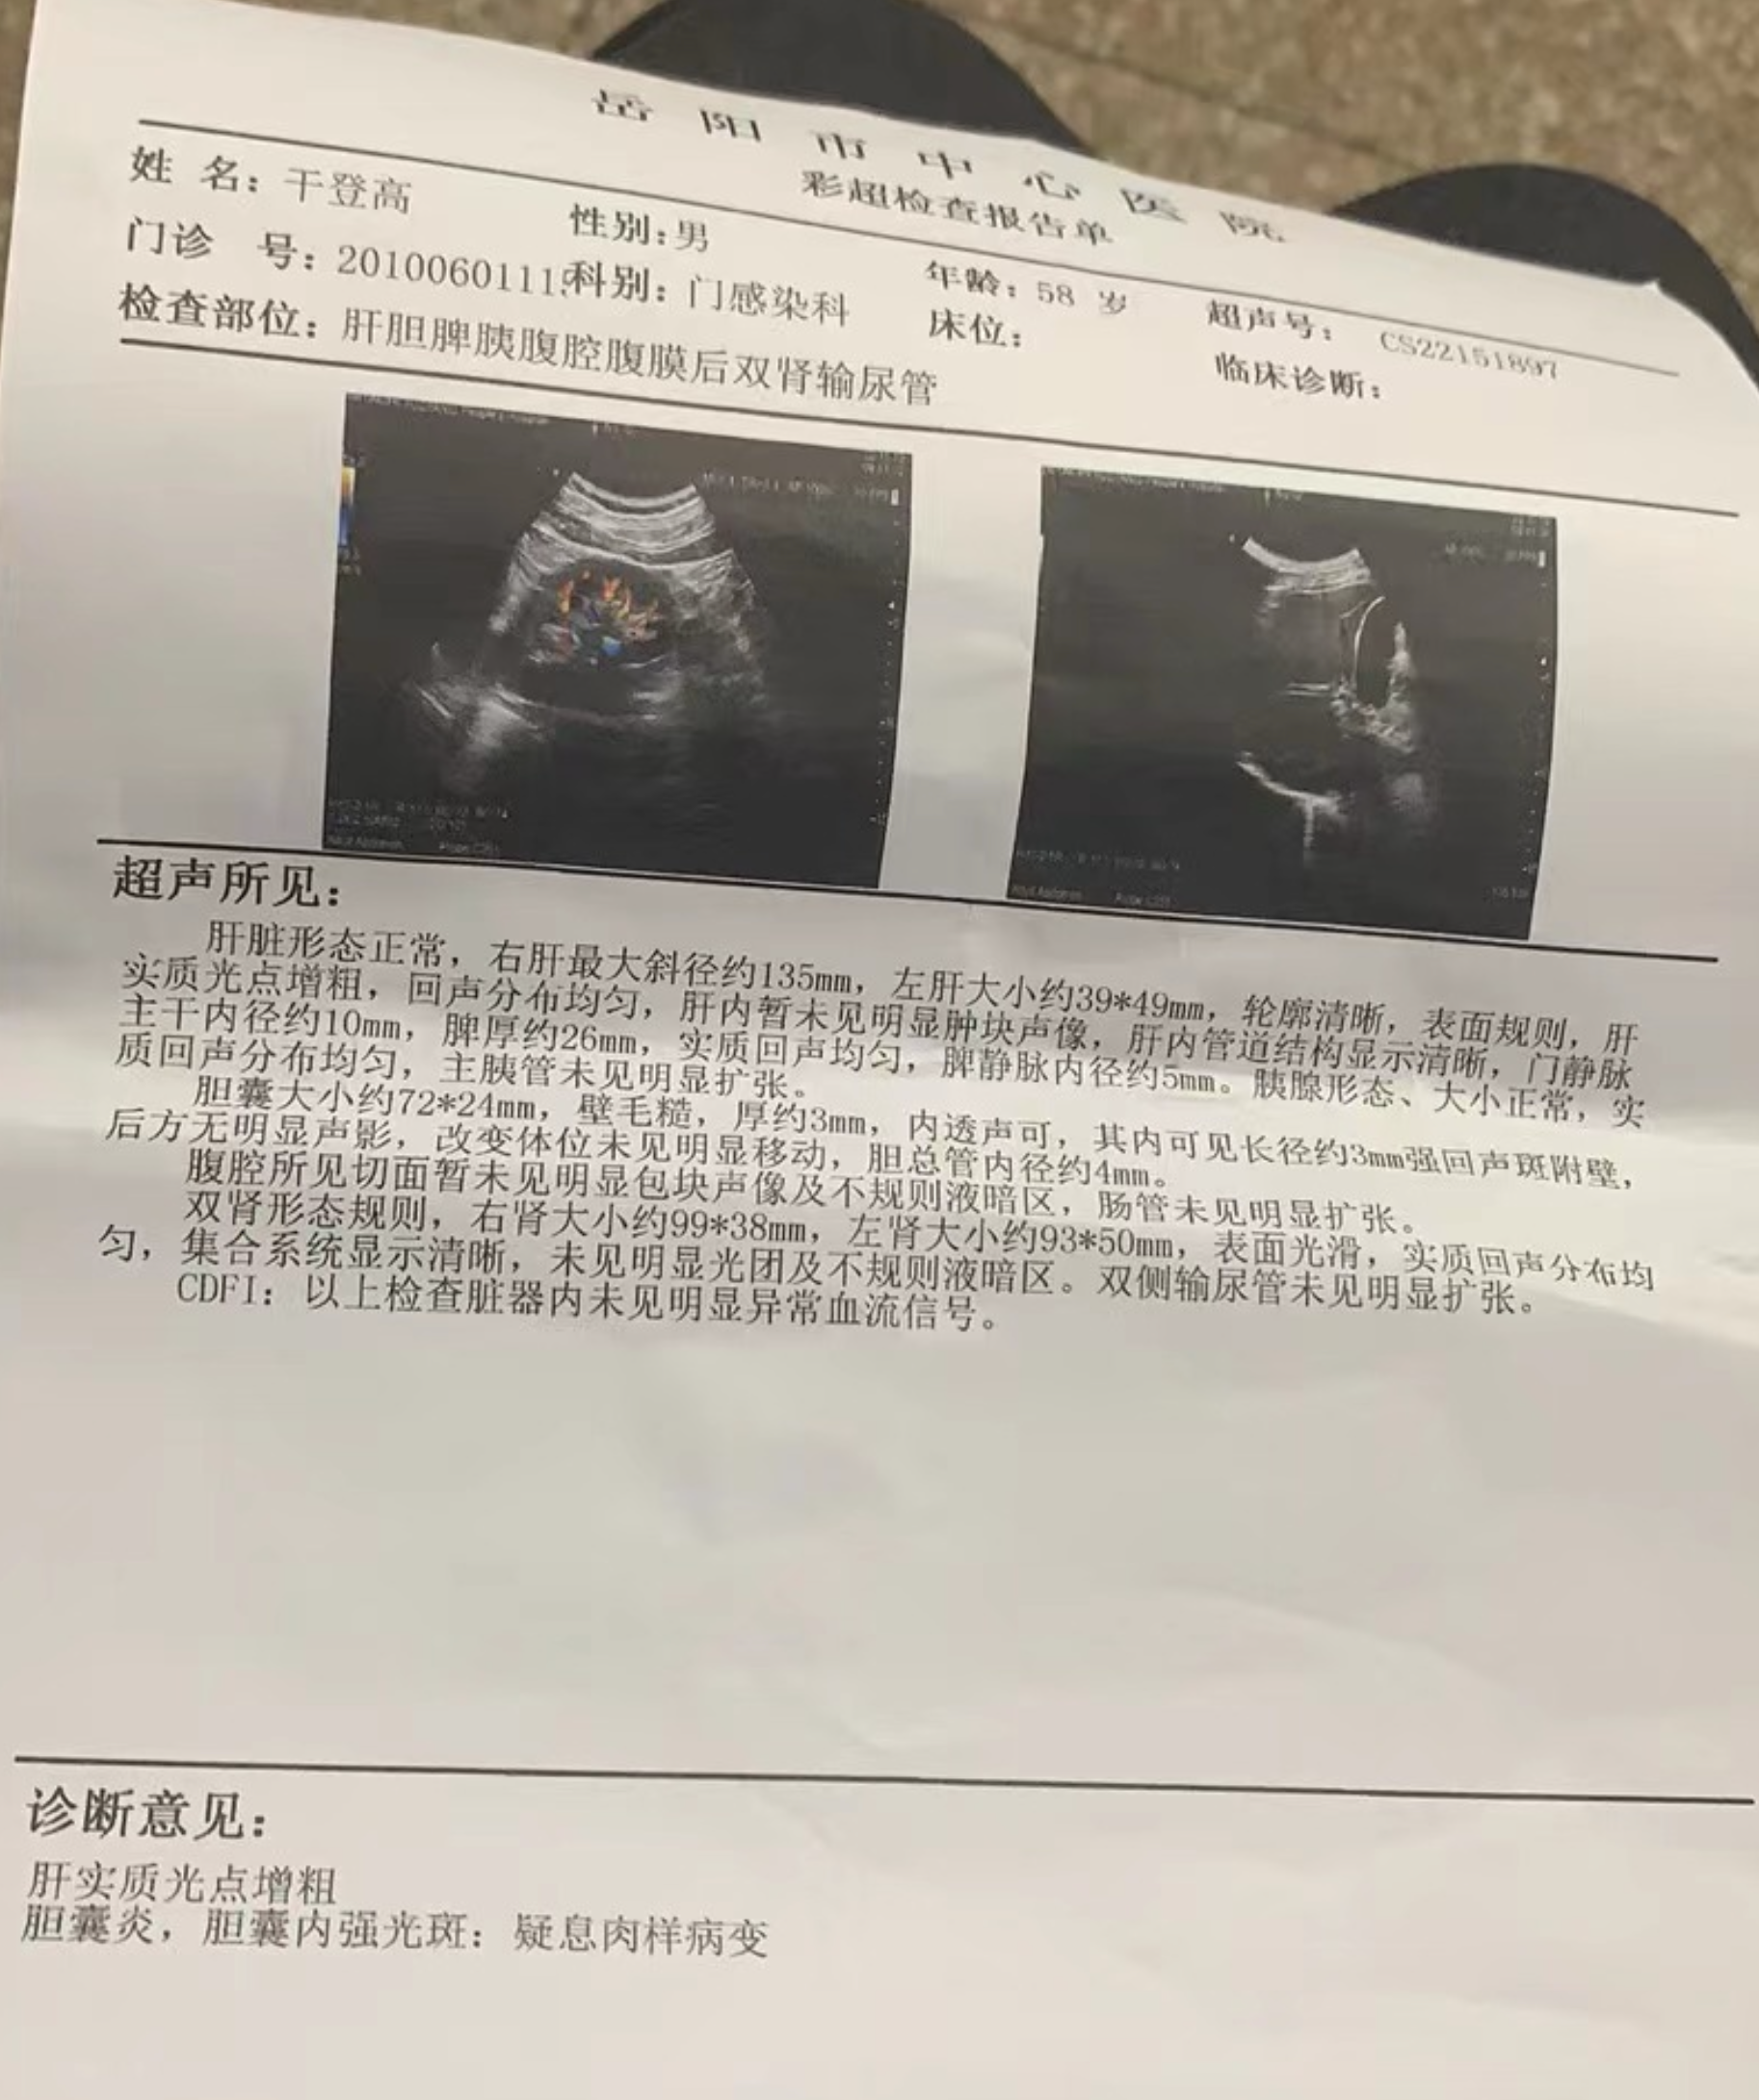 岳阳市中心医院
彩超检查报告单
姓 名：干登高 性别：男 年龄：58 岁 超声号： CS22151897
门诊 号：2010060111 科别：门感染科 床位： 临床诊断：
检查部位：肝胆脾胰腹腔腹膜后双肾输尿管
超声所见：
肝脏形态正常，右肝最大斜径约135mm，左肝大小约39*49mm，轮廓清晰，表面规则，肝
实质光点增粗，回声分布均匀，肝内暂未见明显肿块声像，肝内管道结构显示清晰，门静脉
主干内径约10mm，脾厚约26mm，实质回声均匀，脾静脉内径约5mm。胰腺形态、大小正常，实
质回声分布均匀，主胰管未见明显扩张。
胆囊大小约72*24mm，壁毛糙，厚约3mm，内透声可，其内可见长径约3mm强回声斑附壁，
后方无明显声影，改变体位未见明显移动，胆总管内径约4mm。
腹腔所见切面暂未见明显包块声像及不规则液暗区，肠管未见明显扩张。
双肾形态规则，右肾大小约99*38mm，左肾大小约93*50mm，表面光滑，实质回声分布均
匀，集合系统显示清晰，未见明显光团及不规则液暗区。双侧输尿管未见明显扩张。
CDFI：以上检查脏器内未见明显异常血流信号。
诊断意见：
肝实质光点增粗
胆囊炎，胆囊内强光斑：疑息肉样病变